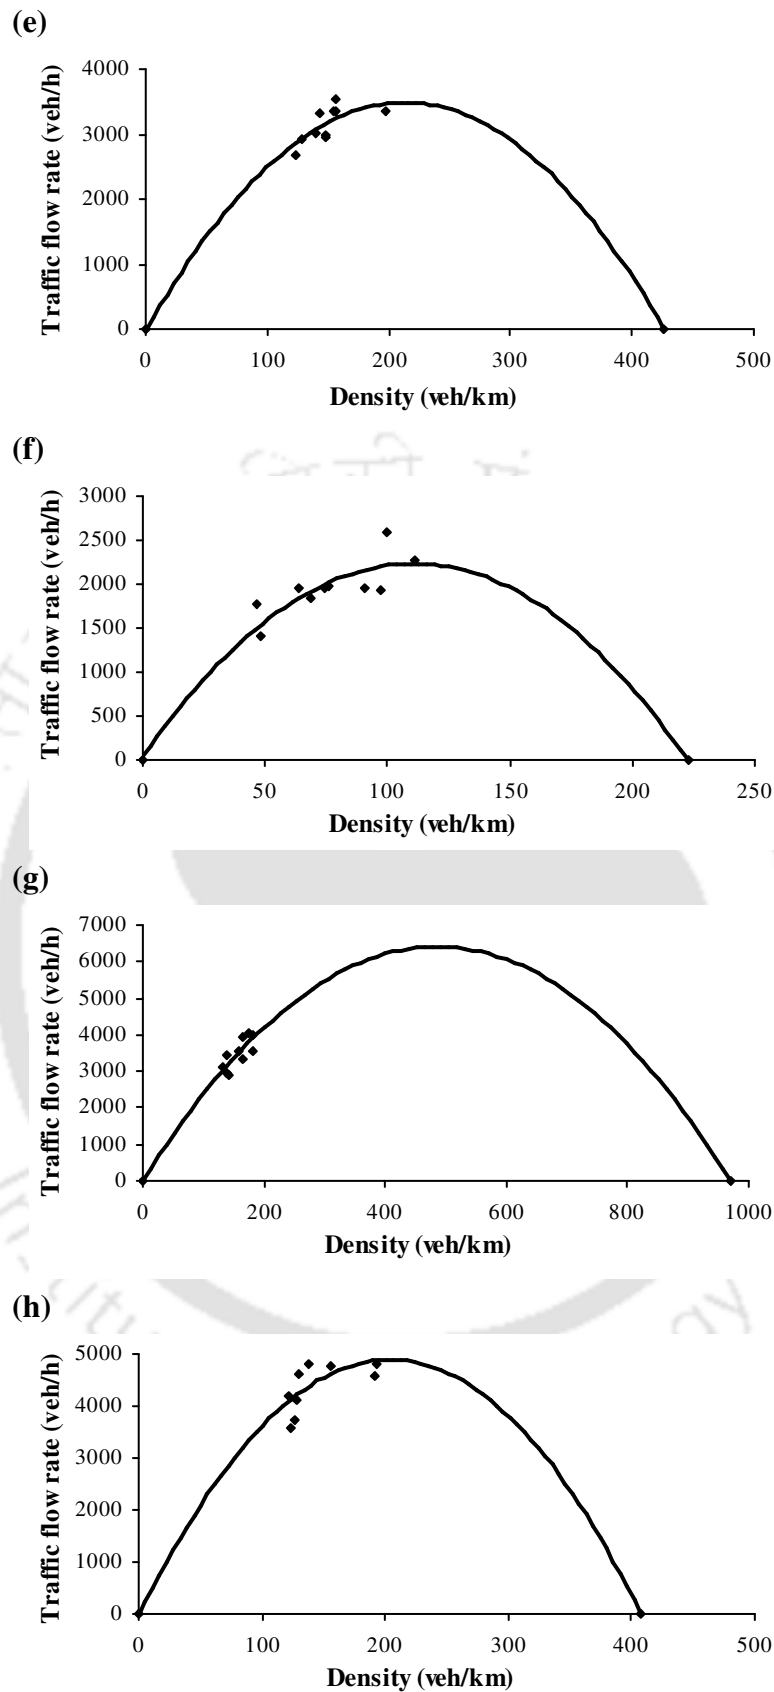 (e)
Traffic flow rate (veh/h)
4000
3000
2000
1000
0
0 100 200 300 400 500
Density (veh/km)
(f)
Traffic flow rate (veh/h)
3000
2500
2000
1500
1000
500
0
0 50 100 150 200 250
Density (veh/km)
(g)
Traffic flow rate (veh/h)
7000
6000
5000
4000
3000
2000
1000
0
0 200 400 600 800 1000
Density (veh/km)
(h)
Traffic flow rate (veh/h)
5000
4000
3000
2000
1000
0
0 100 200 300 400 500
Density (veh/km)